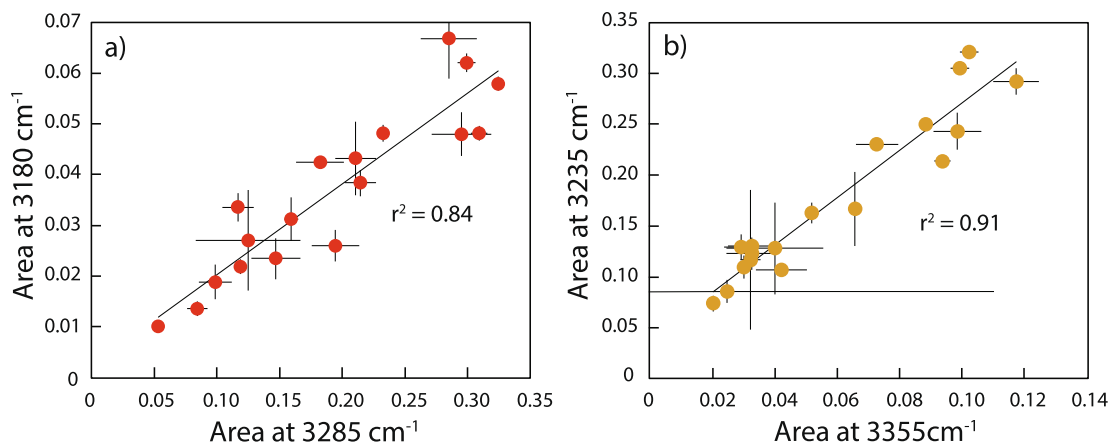 a)
Area at 3180 cm⁻¹
0.07
0.06
0.05
0.04
0.03
0.02
0.01
0
r² = 0.84
0 0.05 0.10 0.15 0.20 0.25 0.30 0.35
Area at 3285 cm⁻¹
b)
Area at 3235 cm⁻¹
0.35
0.30
0.25
0.20
0.15
0.10
0.05
0.00
r² = 0.91
0 0.02 0.04 0.06 0.08 0.10 0.12 0.14
Area at 3355cm⁻¹